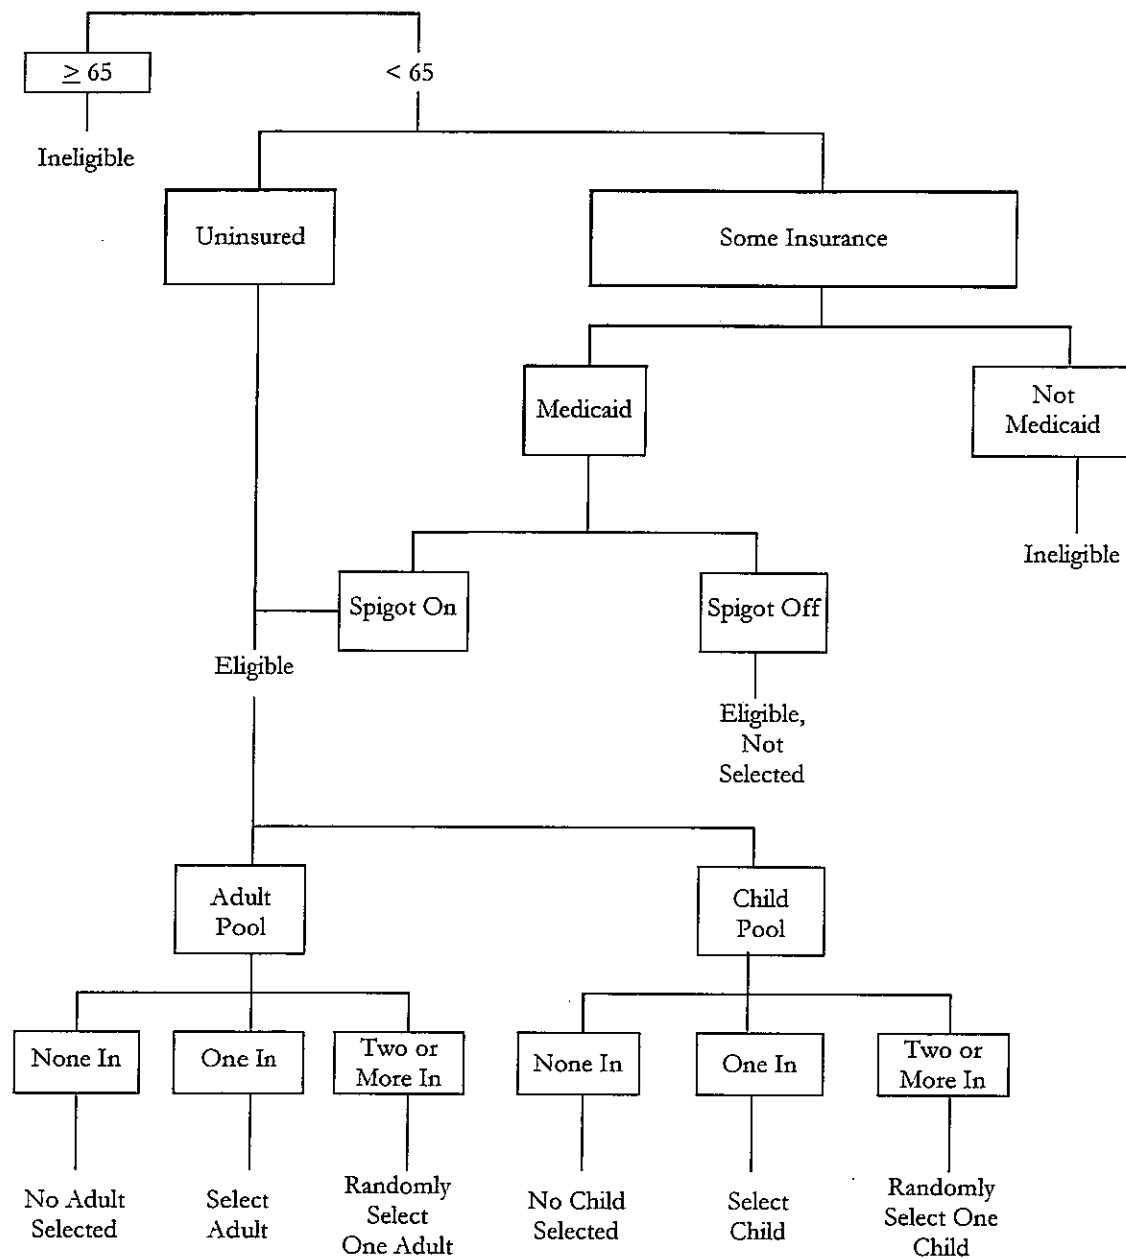 ≥ 65
< 65
Ineligible
Uninsured
Some Insurance
Medicaid
Not
Medicaid
Spigot On
Spigot Off
Ineligible
Eligible
Eligible,
Not
Selected
Adult
Pool
Child
Pool
None In
One In
Two or
More In
None In
One In
Two or
More In
No Adult
Selected
Select
Adult
Randomly
Select
One Adult
No Child
Selected
Select
Child
Randomly
Select One
Child